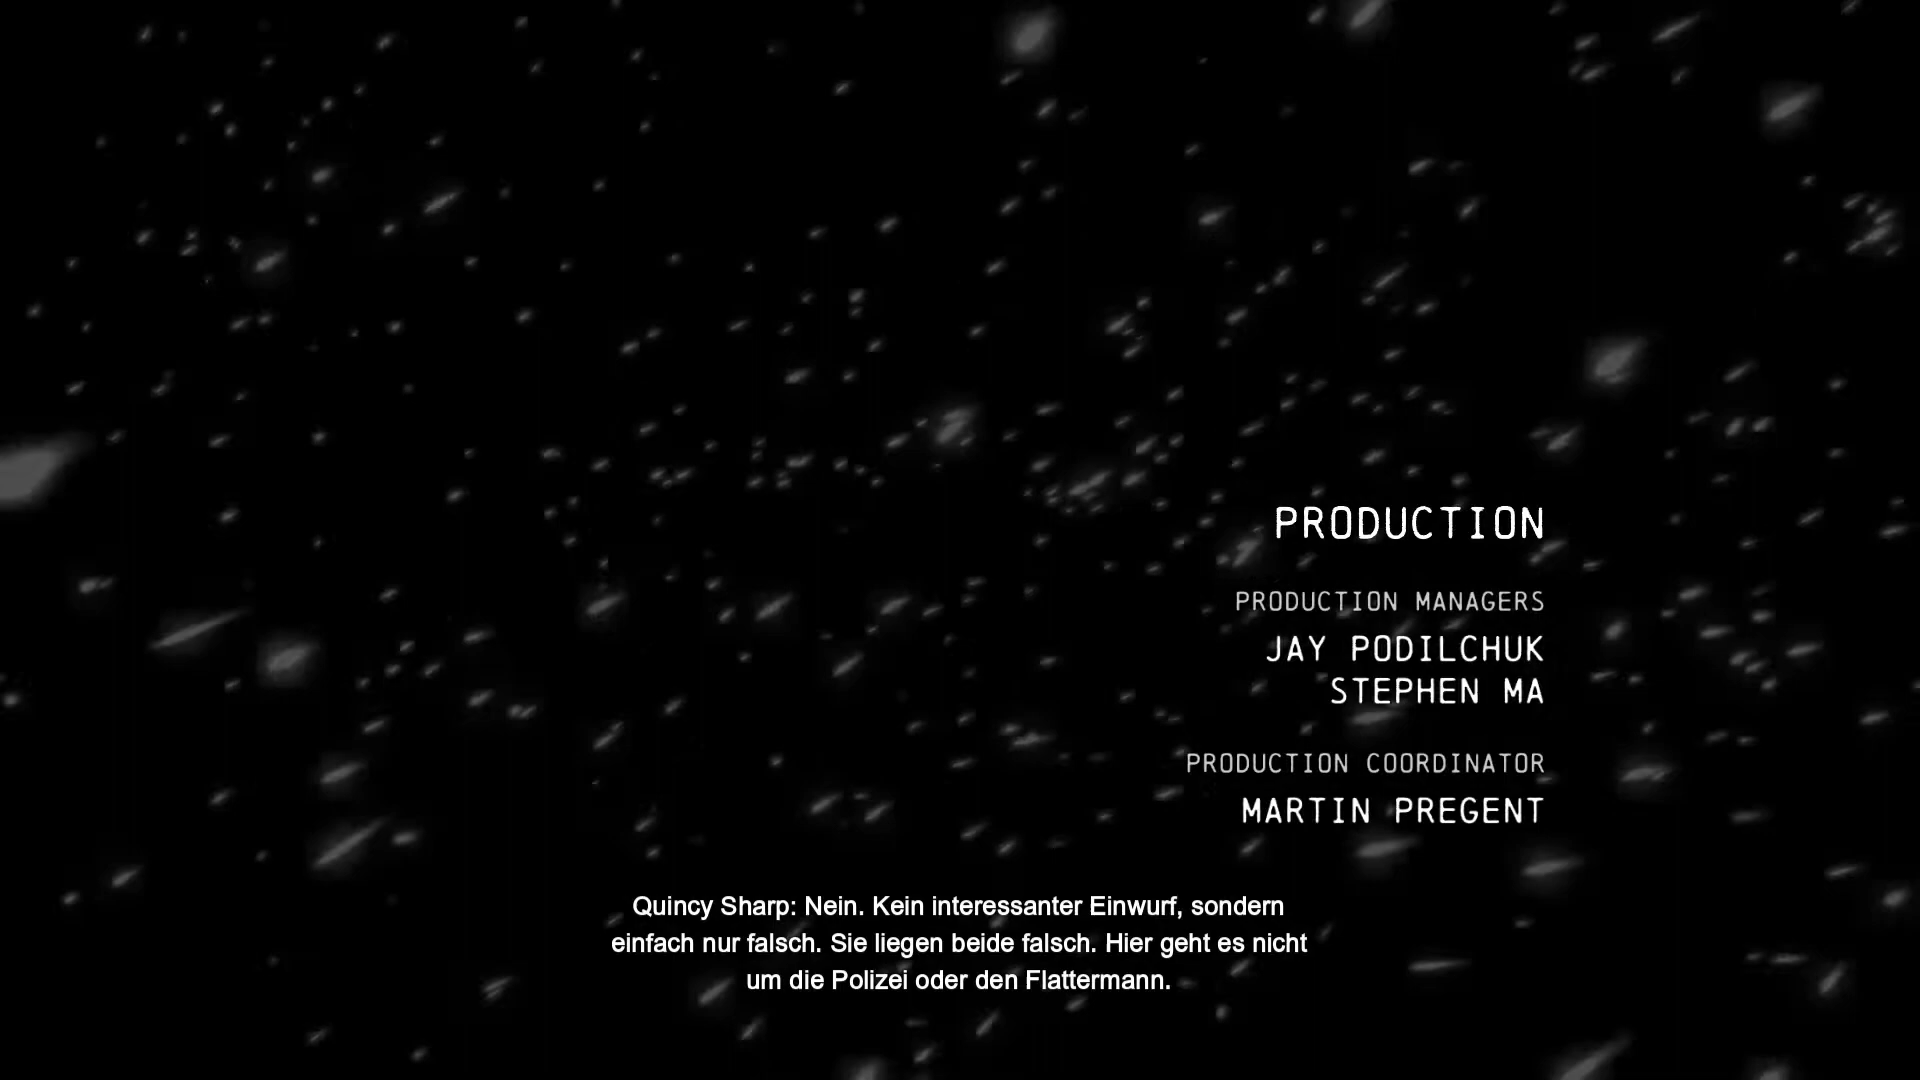 PRODUCTION
PRODUCTION MANAGERS
JAY PODILCHUK
STEPHEN MA
PRODUCTION COORDINATOR
MARTIN PREGENT
Quincy Sharp: Nein. Kein interessanter Einwurf, sondern
einfach nur falsch. Sie liegen beide falsch. Hier geht es nicht
um die Polizei oder den Flattermann.